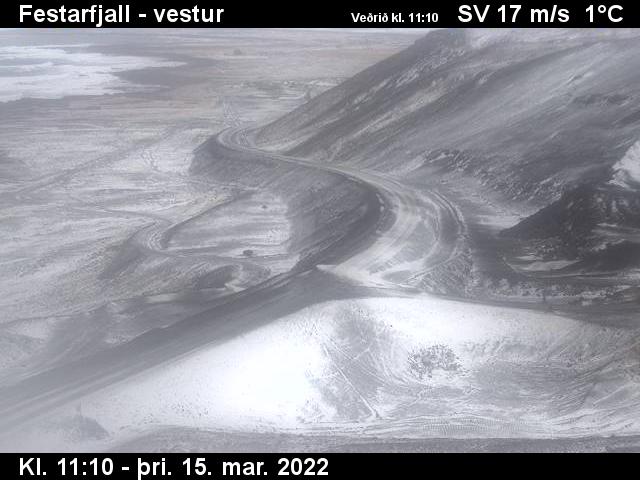 Festarfjall - vestur Veðrið kl. 11:10 SV 17 m/s 1°C
Kl. 11:10 - þri. 15. mar. 2022